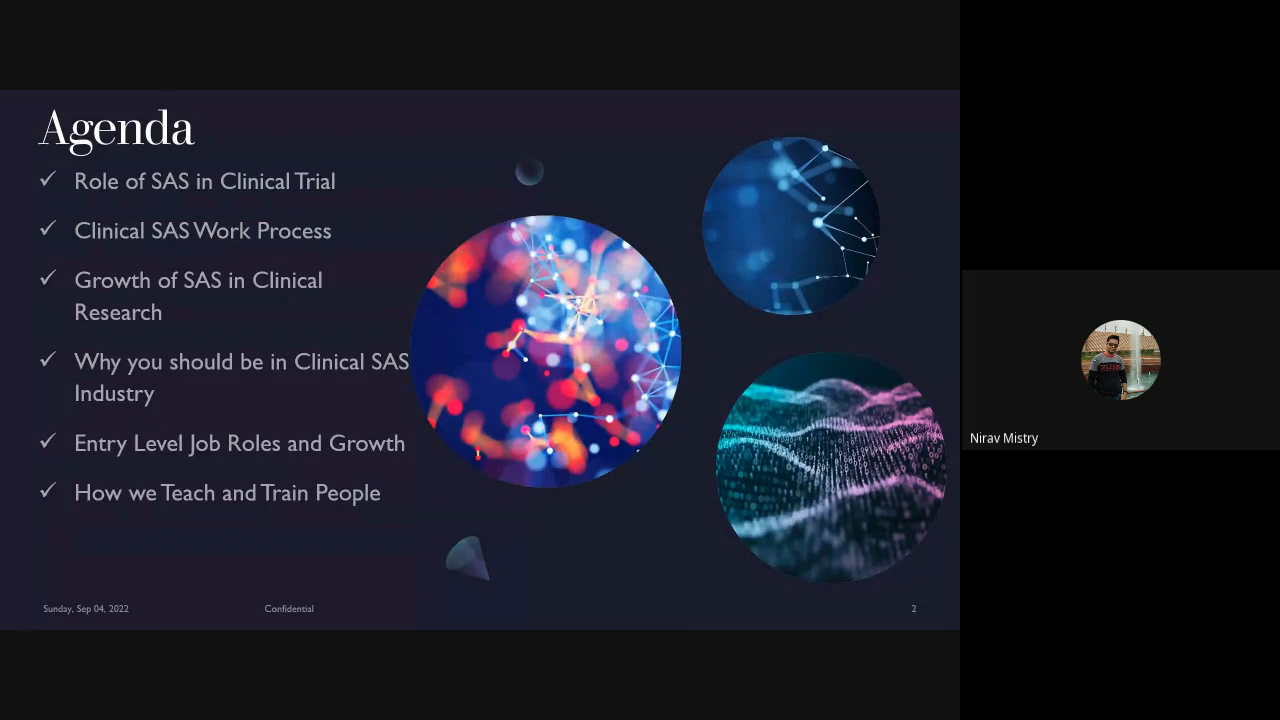 Agenda
✓ Role of SAS in Clinical Trial
✓ Clinical SAS Work Process
✓ Growth of SAS in Clinical
Research
✓ Why you should be in Clinical SAS
Industry
✓ Entry Level Job Roles and Growth
✓ How we Teach and Train People
Sunday, Sep 04, 2022
Confidential
2
Nirav Mistry